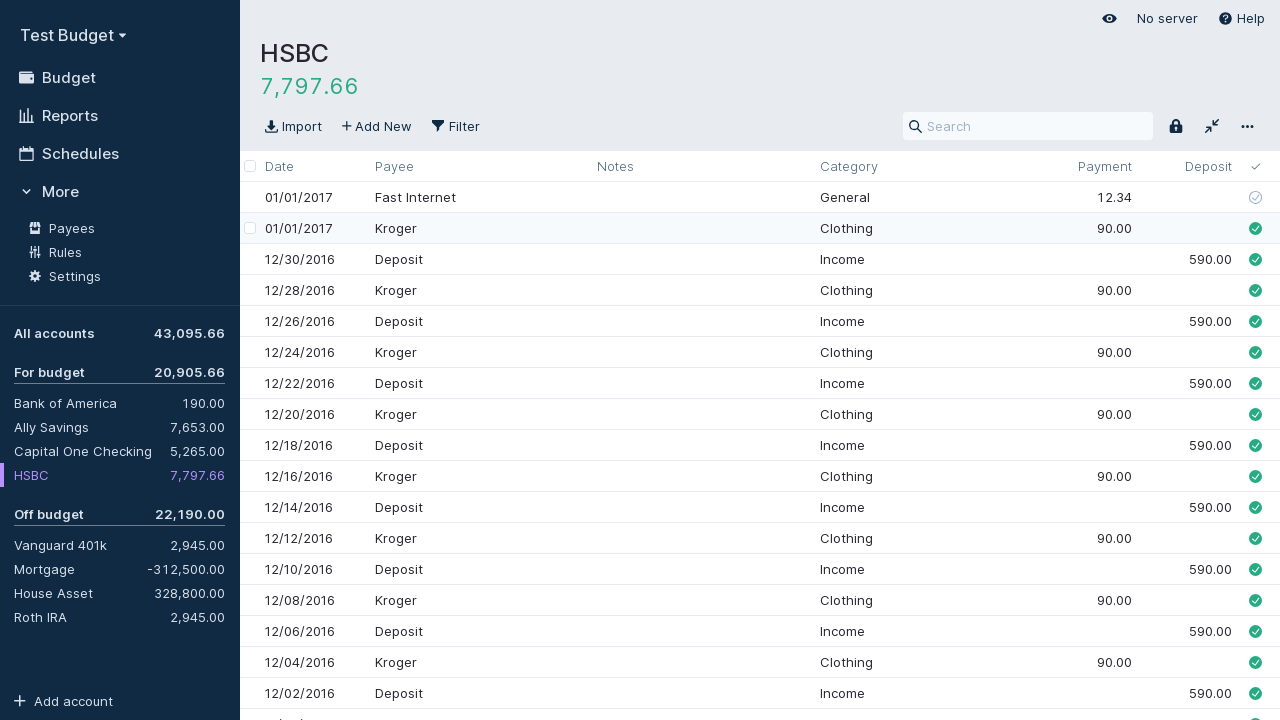 Test Budget
Budget
Reports
Schedules
More
Payees
Rules
Settings
All accounts 43,095.66
For budget 20,905.66
Bank of America 190.00
Ally Savings 7,653.00
Capital One Checking 5,265.00
HSBC 7,797.66
Off budget 22,190.00
Vanguard 401k 2,945.00
Mortgage -312,500.00
House Asset 328,800.00
Roth IRA 2,945.00
Add account
No server Help
HSBC
7,797.66
Import Add New Filter Search
Date Payee Notes Category Payment Deposit
01/01/2017 Fast Internet General 12.34
01/01/2017 Kroger Clothing 90.00
12/30/2016 Deposit Income 590.00
12/28/2016 Kroger Clothing 90.00
12/26/2016 Deposit Income 590.00
12/24/2016 Kroger Clothing 90.00
12/22/2016 Deposit Income 590.00
12/20/2016 Kroger Clothing 90.00
12/18/2016 Deposit Income 590.00
12/16/2016 Kroger Clothing 90.00
12/14/2016 Deposit Income 590.00
12/12/2016 Kroger Clothing 90.00
12/10/2016 Deposit Income 590.00
12/08/2016 Kroger Clothing 90.00
12/06/2016 Deposit Income 590.00
12/04/2016 Kroger Clothing 90.00
12/02/2016 Deposit Income 590.00